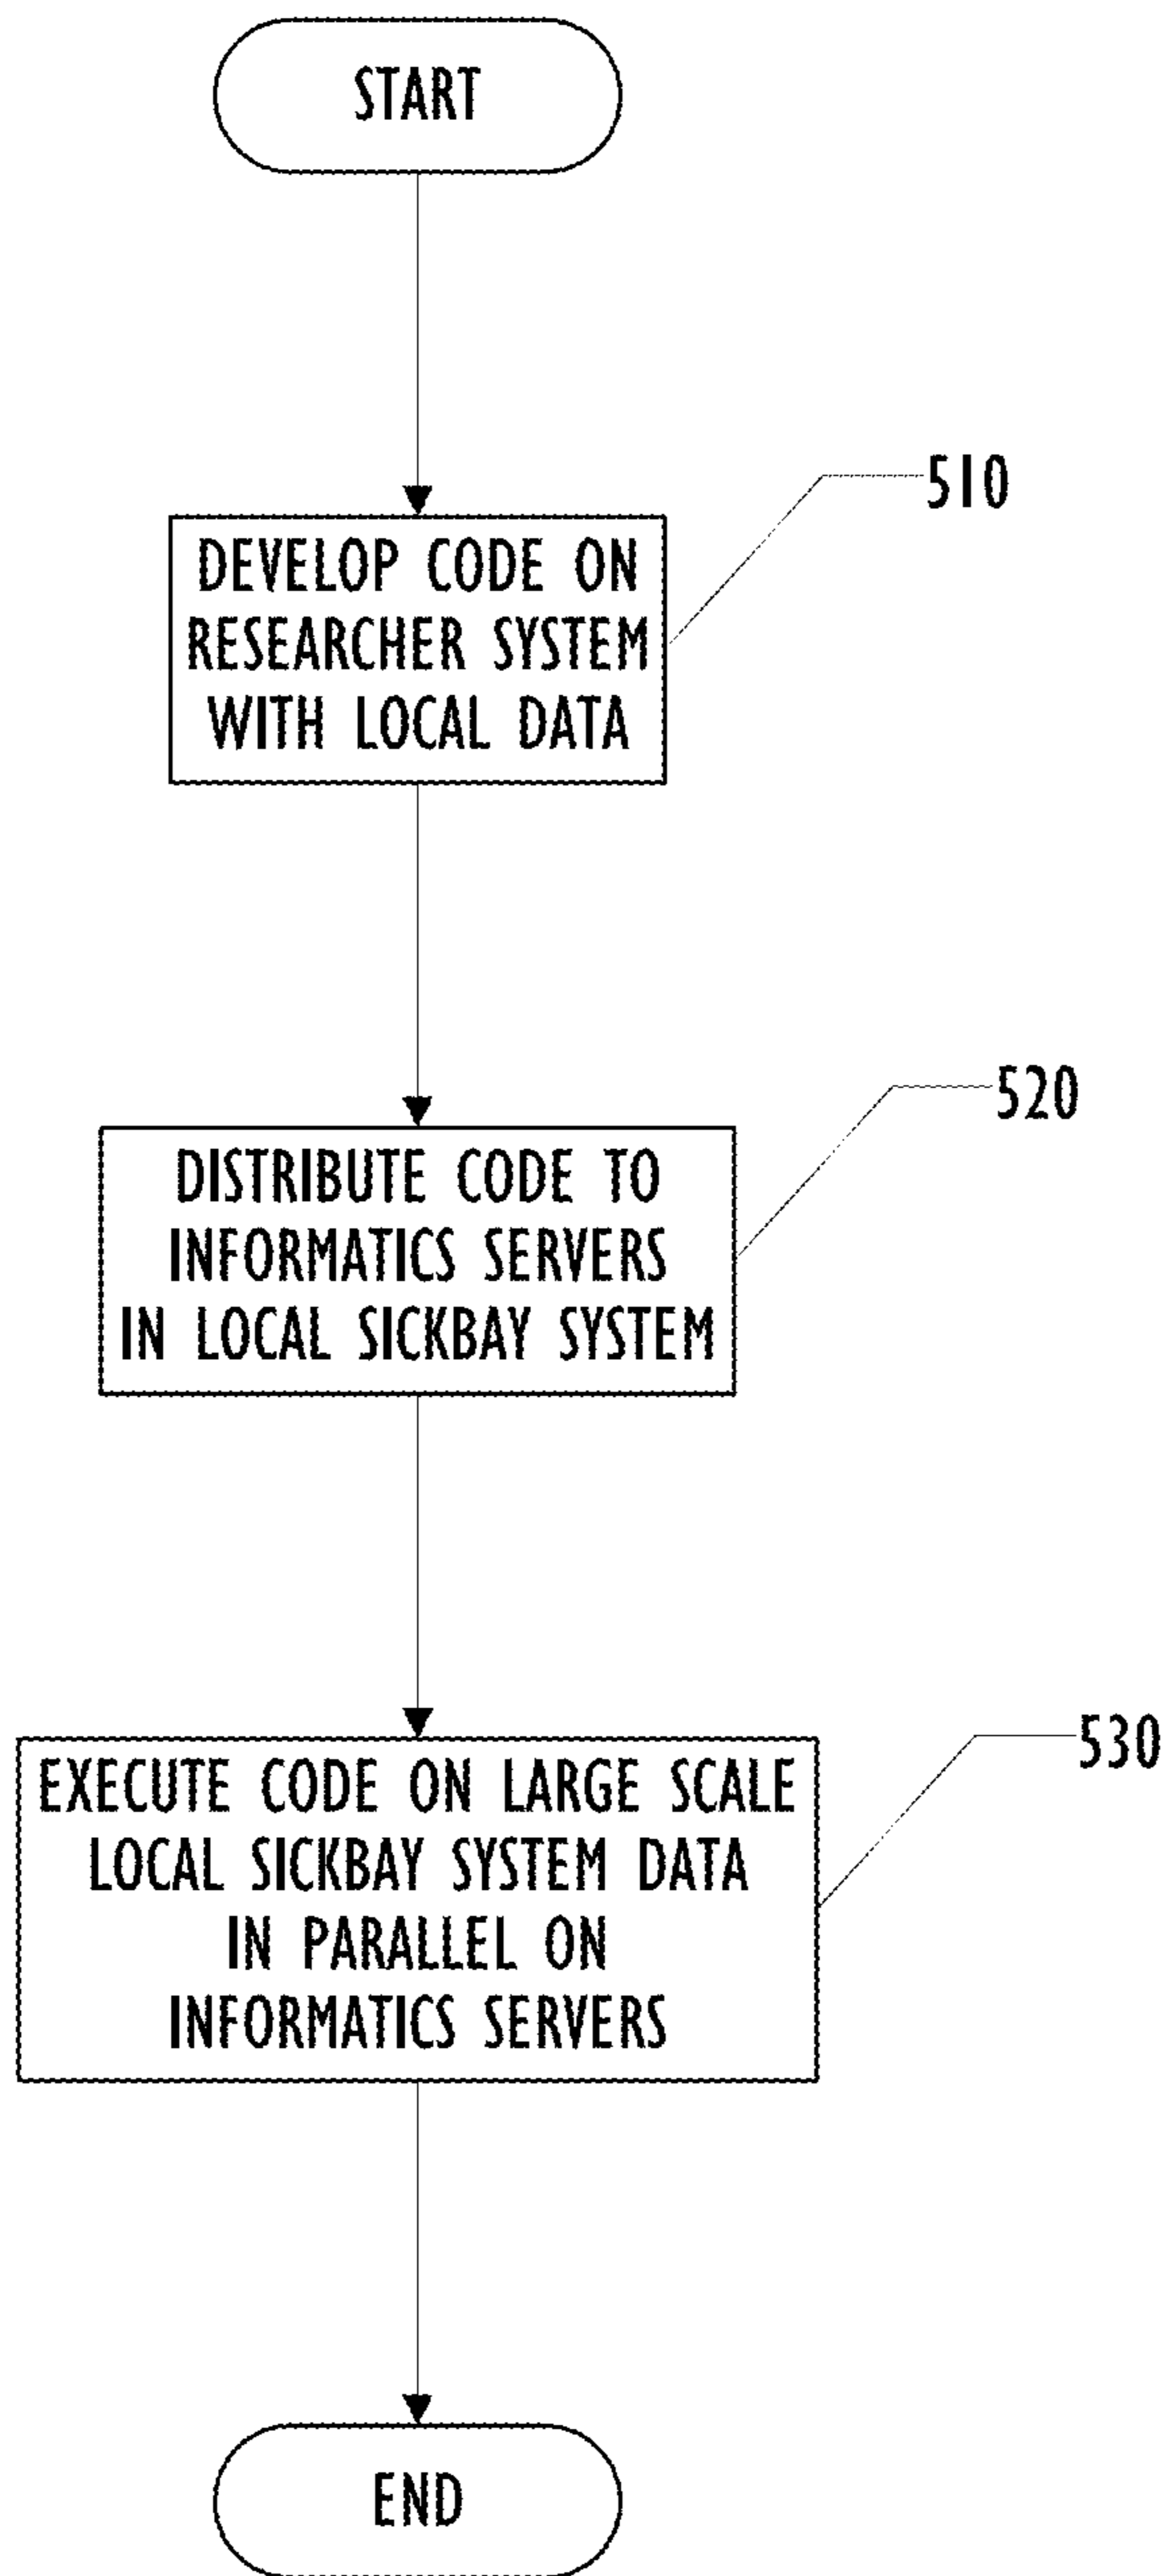 START
510
DEVELOP CODE ON
RESEARCHER SYSTEM
WITH LOCAL DATA
520
DISTRIBUTE CODE TO
INFORMATICS SERVERS
IN LOCAL SICKBAY SYSTEM
530
EXECUTE CODE ON LARGE SCALE
LOCAL SICKBAY SYSTEM DATA
IN PARALLEL ON
INFORMATICS SERVERS
END